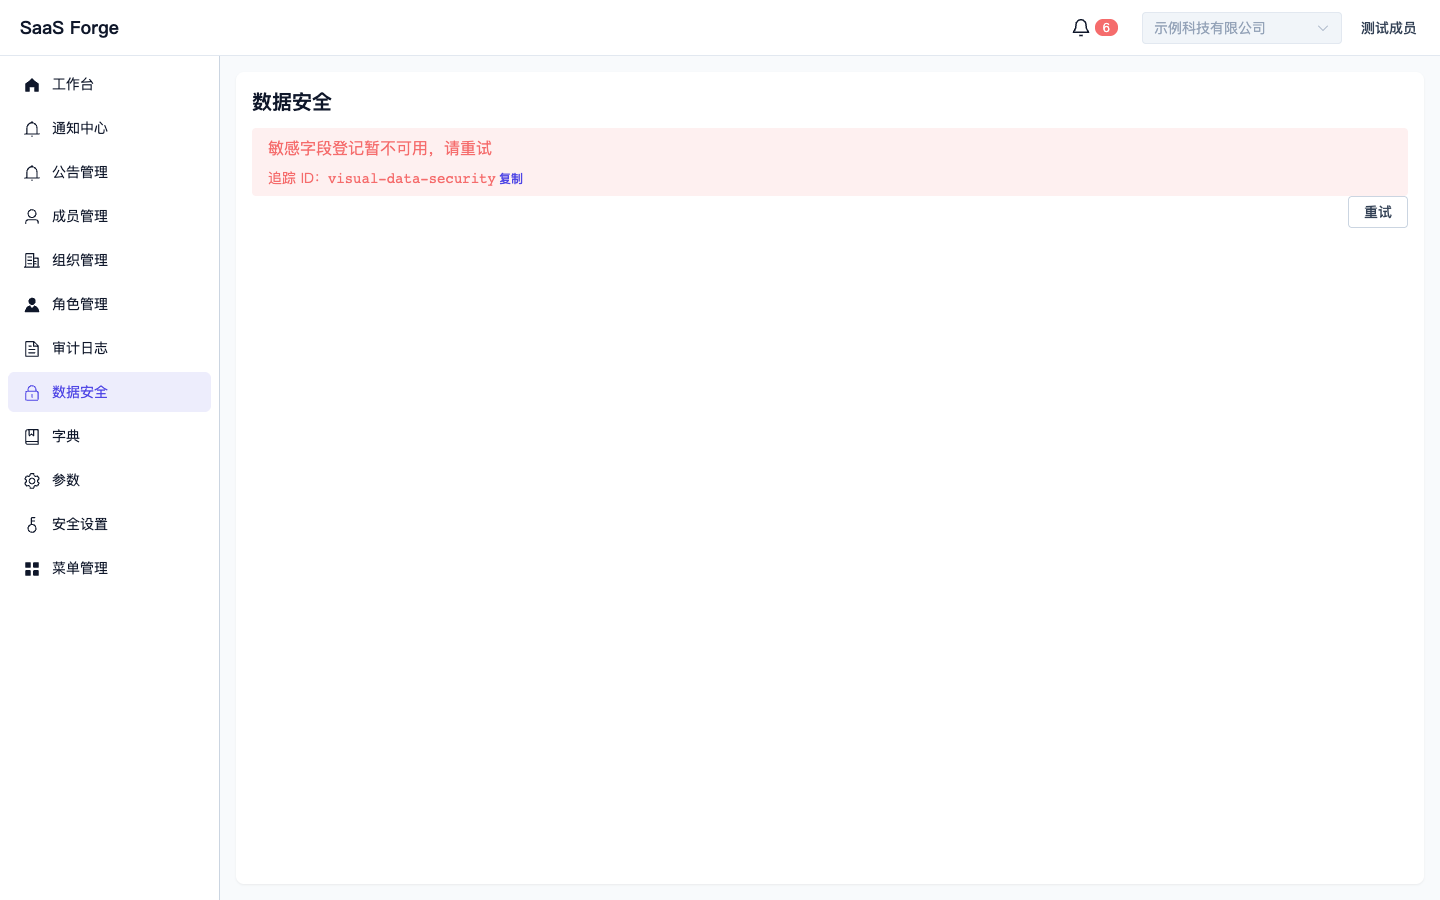 SaaS Forge
6
示例科技有限公司
测试成员
工作台
通知中心
公告管理
成员管理
组织管理
角色管理
审计日志
数据安全
字典
参数
安全设置
菜单管理
数据安全
敏感字段登记暂不可用，请重试
追踪 ID：visual-data-security 复制
重试